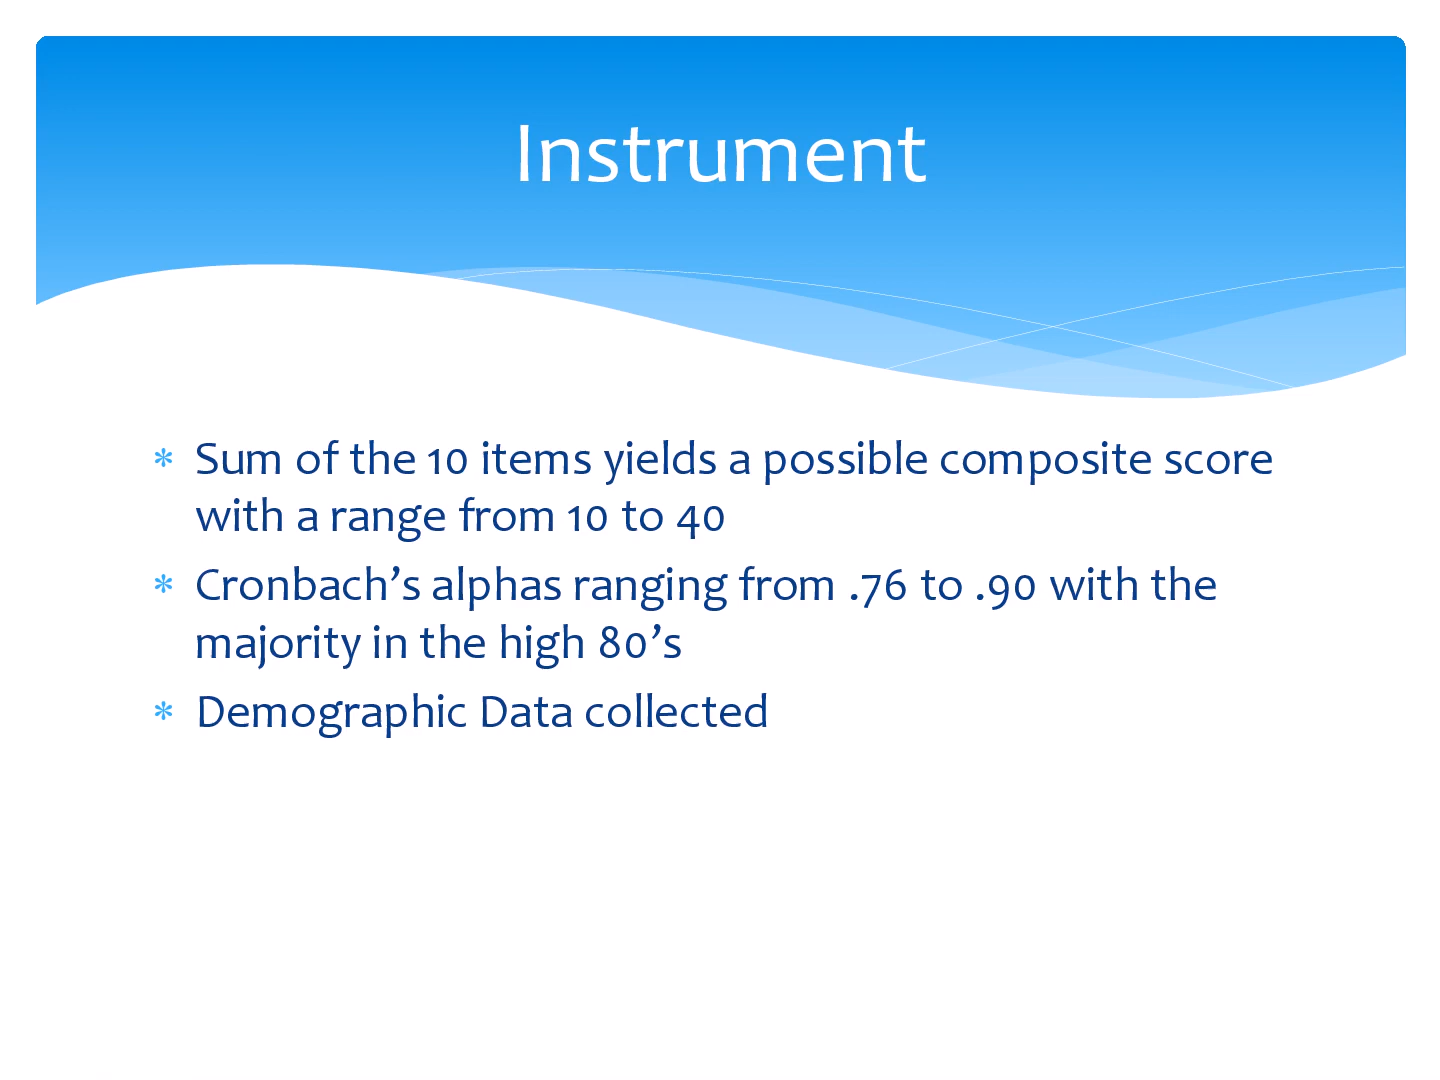 Instrument
* Sum of the 10 items yields a possible composite score
with a range from 10 to 40
* Cronbach’s alphas ranging from .76 to .90 with the
majority in the high 80’s
* Demographic Data collected